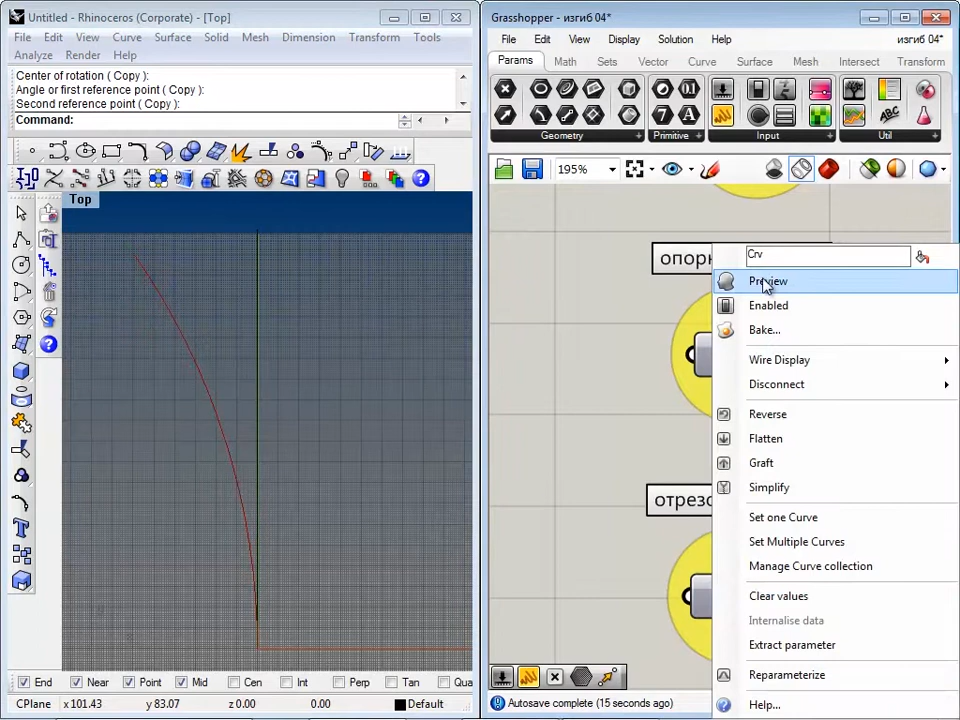 Untitled - Rhinoceros (Corporate) - [Top]
File Edit View Curve Surface Solid Mesh Dimension Transform Tools
Analyze Render Help
Center of rotation ( Copy ):
Angle or first reference point ( Copy ):
Second reference point ( Copy ):
Command:
Top
End Near Point Mid Cen Int Perp Tan Qua
CPlane x 101.43 y 83.07 z 0.00 0.00 Default
Grasshopper - изгиб 04*
File Edit View Display Solution Help изгиб 04*
Params Math Sets Vector Curve Surface Mesh Intersect Transform
Geometry + Primitive + Input + Util +
195%
опор
отрезо
Crv
Preview
Enabled
Bake...
Wire Display
Disconnect
Reverse
Flatten
Graft
Simplify
Set one Curve
Set Multiple Curves
Manage Curve collection
Clear values
Internalise data
Extract parameter
Reparameterize
Help...
Autosave complete (15 seconds ago)